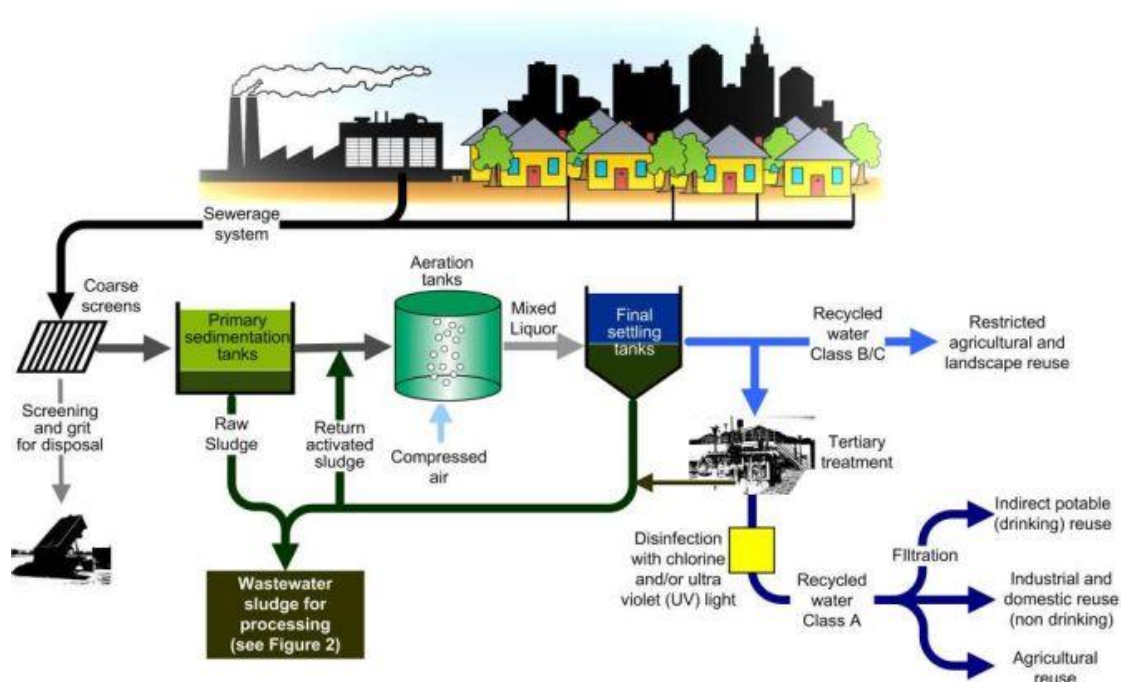 Sewerage
system
Coarse
screens
Primary
sedimentation
tanks
Aeration
tanks
Mixed
Liquor
Final
settling
tanks
Recycled
water
Class B/C
Restricted
agricultural and
landscape reuse
Screening
and grit
for disposal
Raw
Sludge
Return
activated
sludge
Compressed
air
Tertiary
treatment
Wastewater
sludge for
processing
(see Figure 2)
Disinfection
with chlorine
and/or ultra
violet (UV) light
Recycled
water
Class A
FIltration
Indirect potable
(drinking) reuse
Industrial and
domestic reuse
(non drinking)
Agricultural
reuse